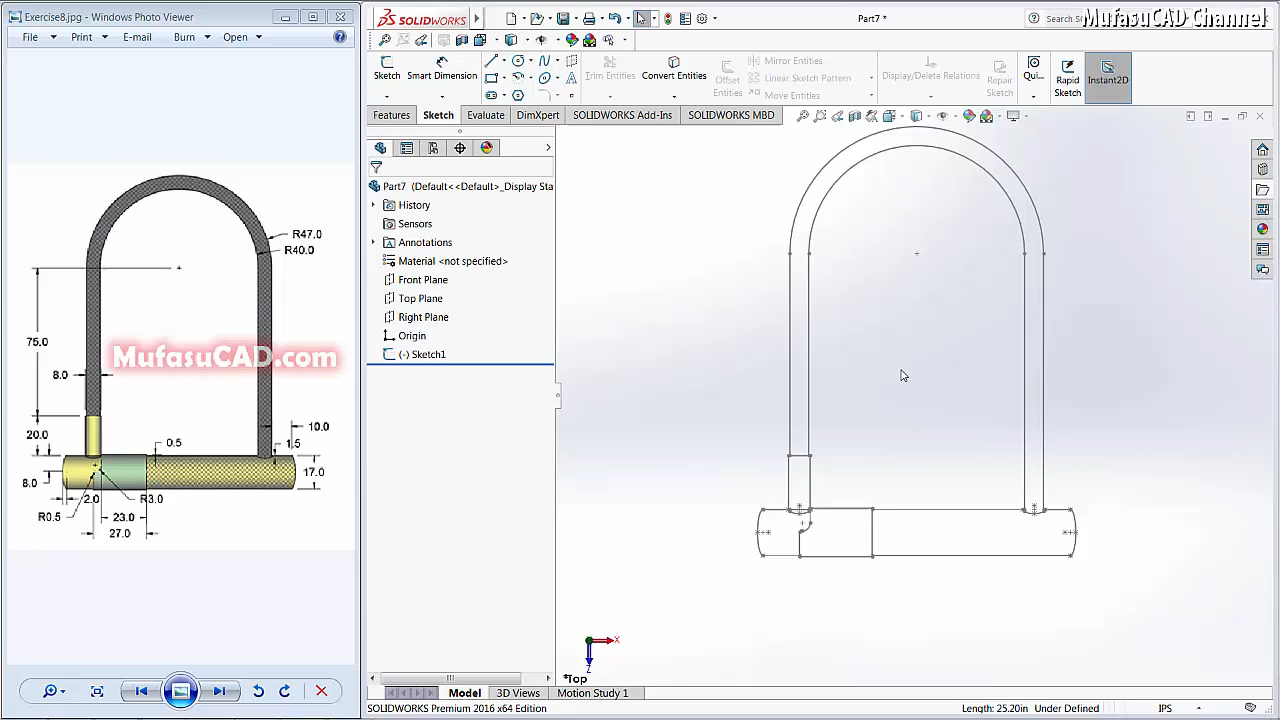 Exercise8.jpg - Windows Photo Viewer
File Print E-mail Burn Open
R47.0
R40.0
75.0
MufasuCAD.com
8.0
20.0
10.0
0.5
1.5
17.0
8.0
2.0
R3.0
R0.5
23.0
27.0
SOLIDWORKS
Part7 *
Search So
MufasuCAD Channel
Sketch
Smart Dimension
Trim Entities
Convert Entities
Offset Entities
Mirror Entities
Linear Sketch Pattern
Move Entities
Display/Delete Relations
Repair Sketch
Qui...
Rapid Sketch
Instant2D
Features Sketch Evaluate DimXpert SOLIDWORKS Add-Ins SOLIDWORKS MBD
Part7 (Default<<Default>_Display Sta
History
Sensors
Annotations
Material <not specified>
Front Plane
Top Plane
Right Plane
Origin
(-) Sketch1
X
Z
*Top
Model 3D Views Motion Study 1
SOLIDWORKS Premium 2016 x64 Edition
Length: 25.20in Under Defined
IPS